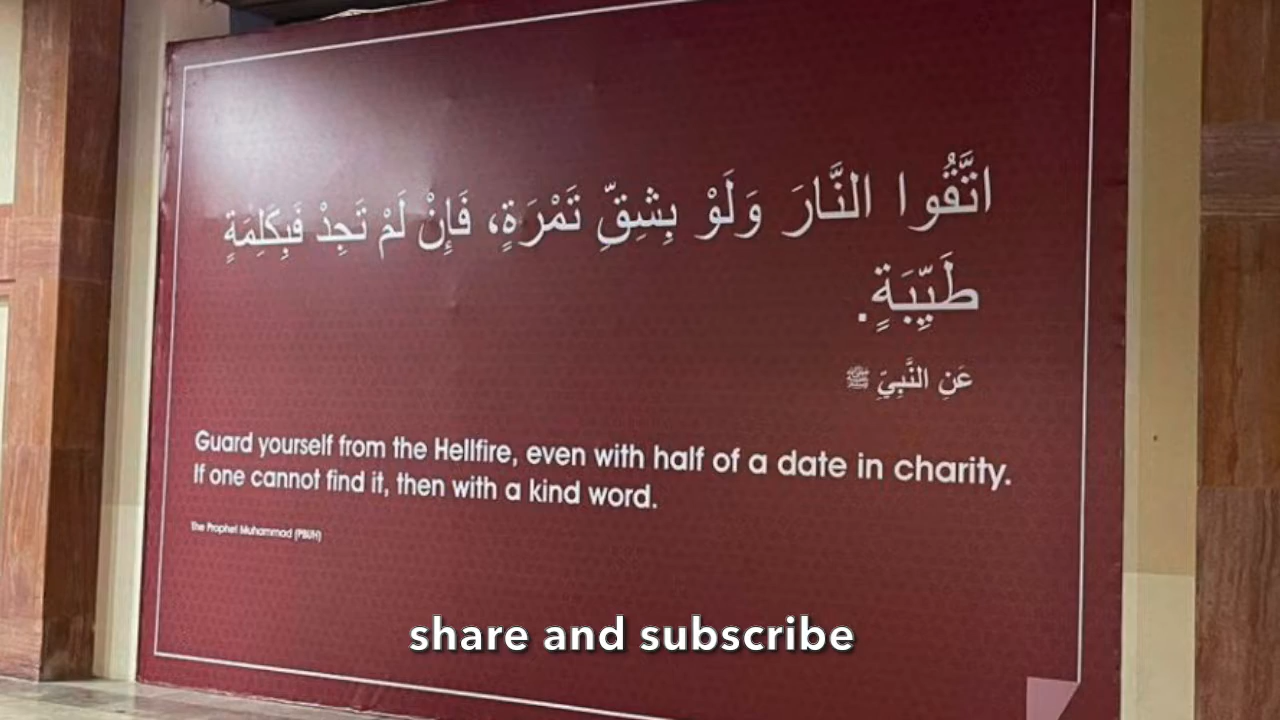 اتَّقُوا النَّارَ وَلَوْ بِشِقِّ تَمْرَةٍ، فَإِنْ لَمْ تَجِدْ فَبِكَلِمَةٍ
طَيِّبَةٍ.
عَنِ النَّبِيِّ ﷺ
Guard yourself from the Hellfire, even with half of a date in charity.
If one cannot find it, then with a kind word.
The Prophet Muhammad (PBUH)
share and subscribe